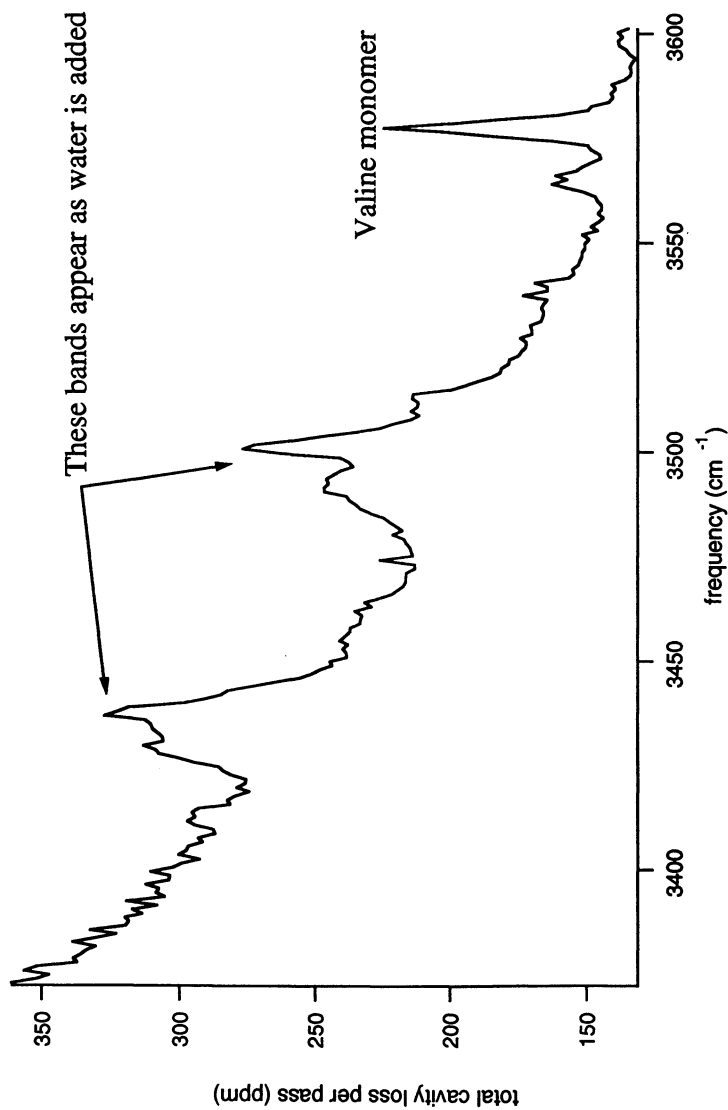 These bands appear as water is added
Valine monomer
350
300
250
200
150
total cavity loss per pass (ppm)
3400
3450
3500
3550
3600
frequency (cm⁻¹)